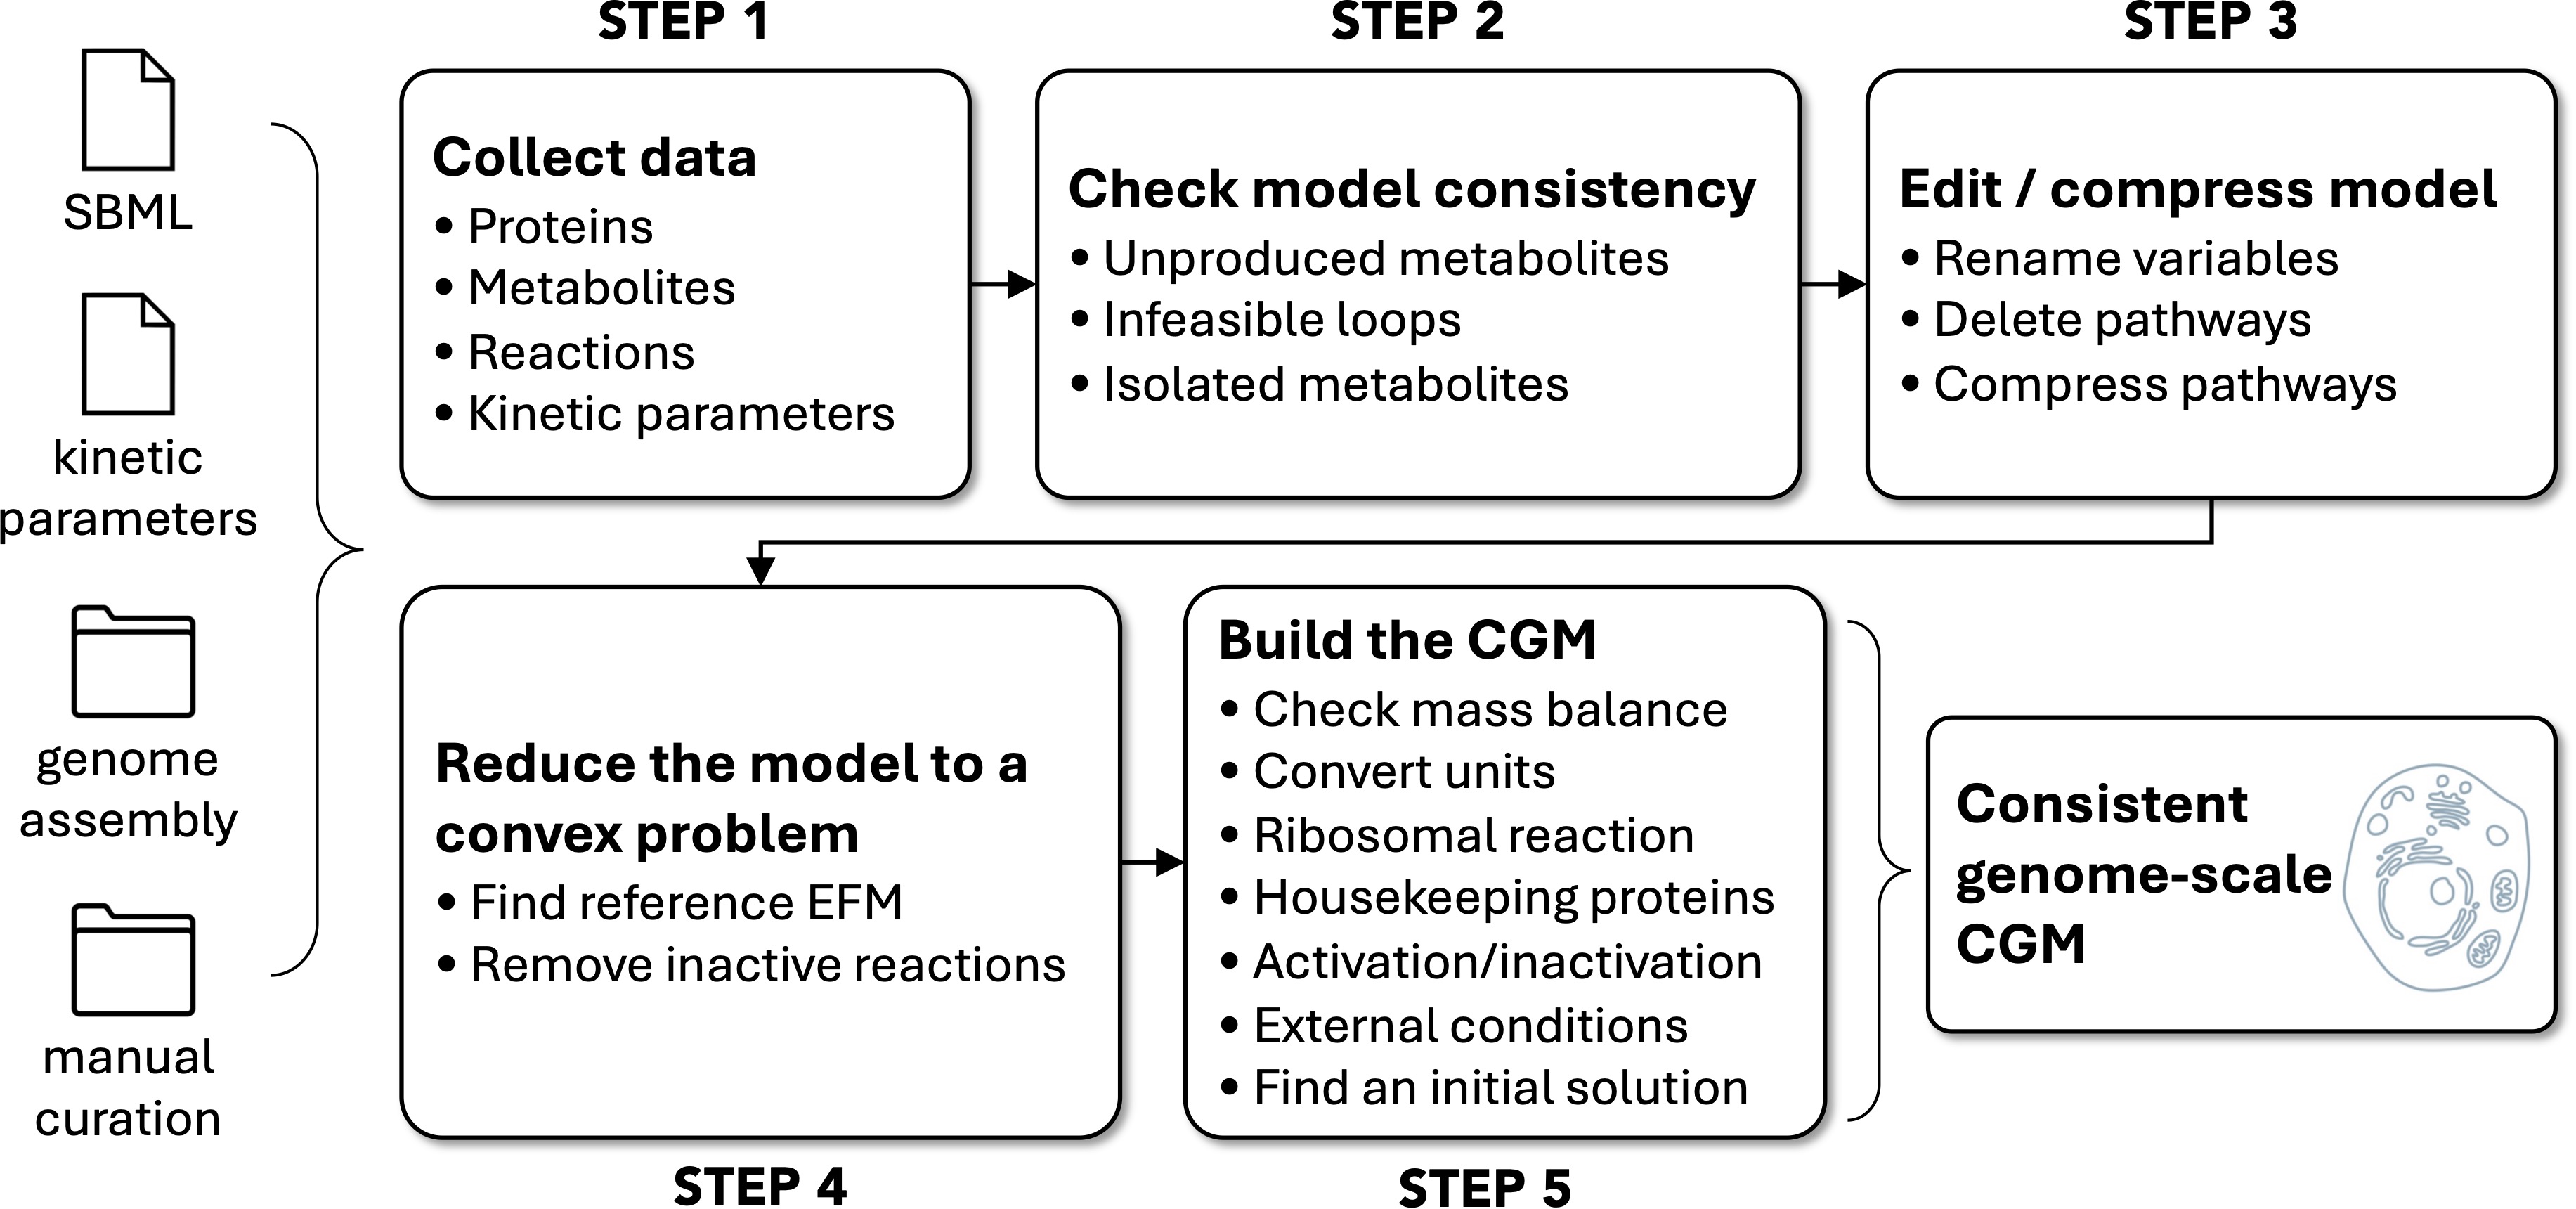 SBML
kinetic
parameters
genome
assembly
manual
curation
STEP 1
Collect data
• Proteins
• Metabolites
• Reactions
• Kinetic parameters
STEP 2
Check model consistency
• Unproduced metabolites
• Infeasible loops
• Isolated metabolites
STEP 3
Edit / compress model
• Rename variables
• Delete pathways
• Compress pathways
Reduce the model to a
convex problem
• Find reference EFM
• Remove inactive reactions
STEP 4
Build the CGM
• Check mass balance
• Convert units
• Ribosomal reaction
• Housekeeping proteins
• Activation/inactivation
• External conditions
• Find an initial solution
STEP 5
Consistent
genome-scale
CGM